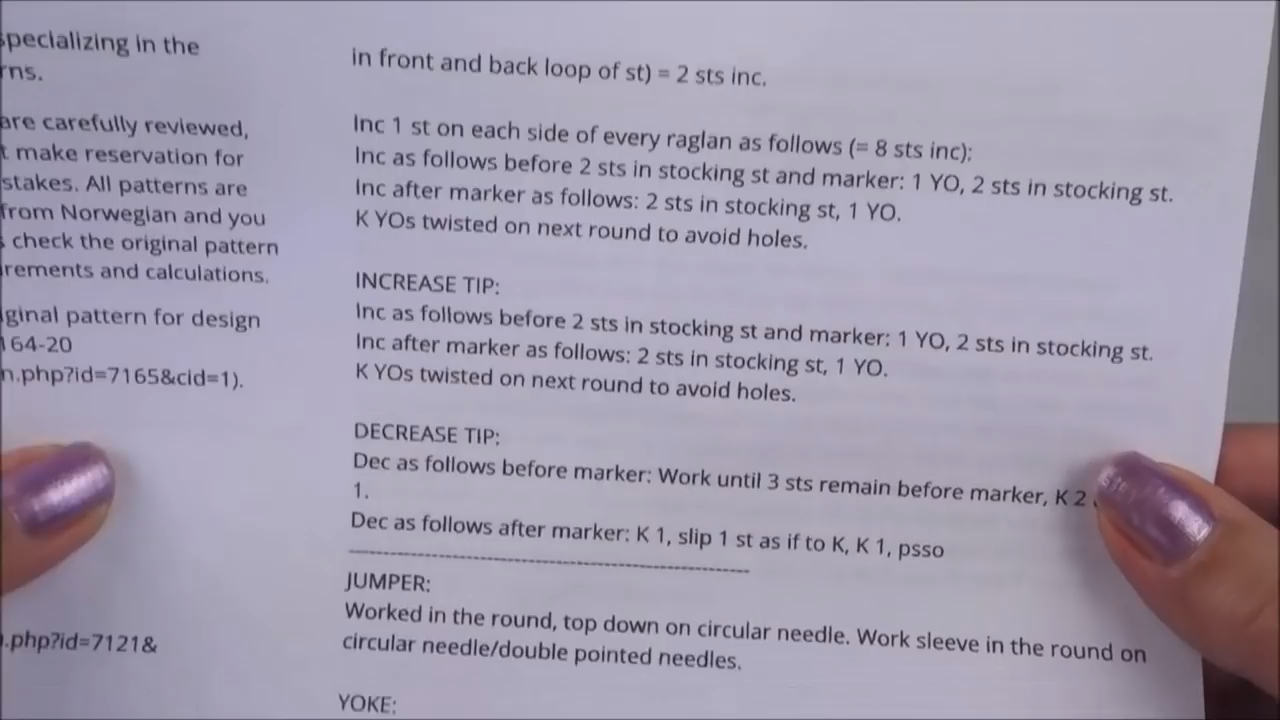 specializing in the
rns.
are carefully reviewed,
t make reservation for
stakes. All patterns are
from Norwegian and you
check the original pattern
rements and calculations.
ginal pattern for design
164-20
n.php?id=7165&cid=1).
.php?id=7121&
in front and back loop of st) = 2 sts inc.
Inc 1 st on each side of every raglan as follows (= 8 sts inc):
Inc as follows before 2 sts in stocking st and marker: 1 YO, 2 sts in stocking st.
Inc after marker as follows: 2 sts in stocking st, 1 YO.
K YOs twisted on next round to avoid holes.
INCREASE TIP:
Inc as follows before 2 sts in stocking st and marker: 1 YO, 2 sts in stocking st.
Inc after marker as follows: 2 sts in stocking st, 1 YO.
K YOs twisted on next round to avoid holes.
DECREASE TIP:
Dec as follows before marker: Work until 3 sts remain before marker, K 2
1.
Dec as follows after marker: K 1, slip 1 st as if to K, K 1, psso
--------------------------------------------------------
JUMPER:
Worked in the round, top down on circular needle. Work sleeve in the round on
circular needle/double pointed needles.
YOKE: